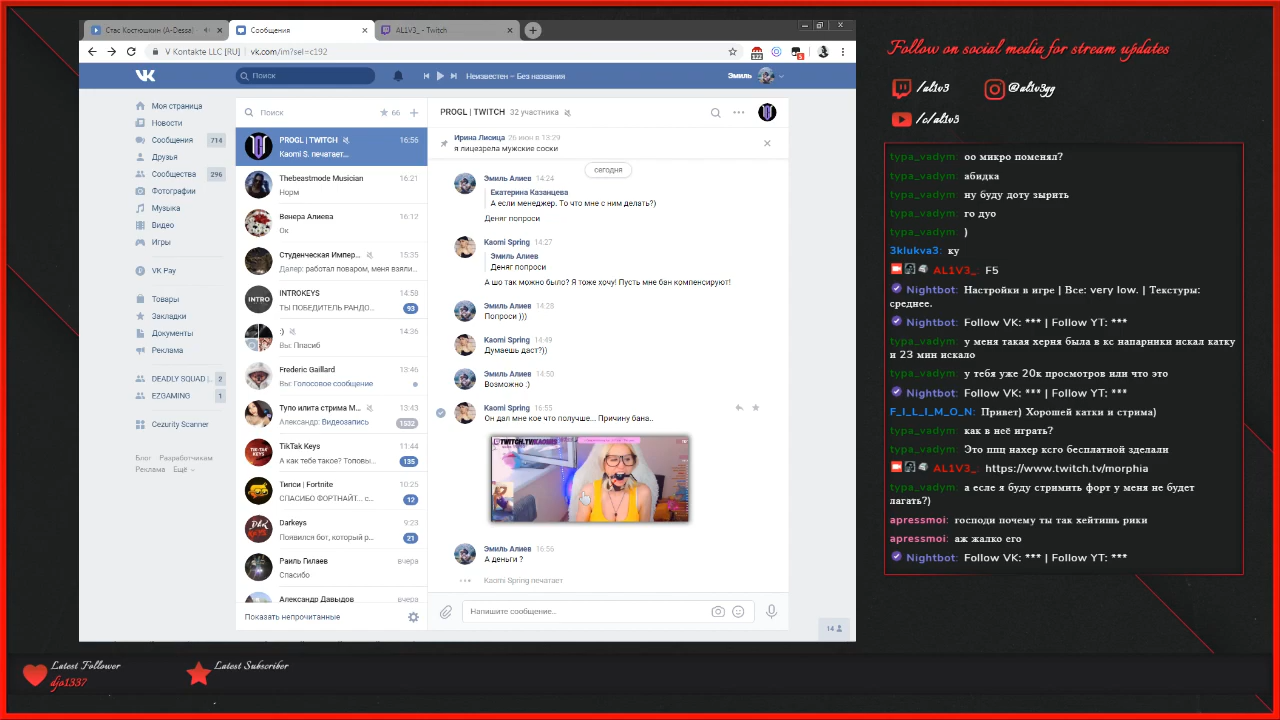 Стас Костюшкин (A-Dessa)
Сообщения
AL1V3_ - Twitch
V Kontakte LLC [RU] | vk.com/im?sel=c192
Поиск
Неизвестен – Без названия
Эмиль
Моя страница
Новости
Сообщения 714
Друзья
Сообщества 296
Фотографии
Музыка
Видео
Игры
VK Pay
Товары
Закладки
Документы
Реклама
DEADLY SQUAD |... 2
EZGAMING 1
Cezurity Scanner
Блог Разработчикам
Реклама Ещё
Поиск
66
PROGL | TWITCH 16:56
Kaomi S. печатает...
Thebeastmode Musician 16:21
Норм
Венера Алиева 16:12
Ок
Студенческая Импер... 15:35
Далер: работал поваром, меня взяли...
INTROKEYS 14:58
INTRO
ТЫ ПОБЕДИТЕЛЬ РАНДО... 93
:) 14:36
Вы: Ппасиб
Frederic Gaillard 13:46
Вы: Голосовое сообщение
Тупо илита стрима М... 13:43
Александр: Видеозапись 1532
TikTak Keys 11:44
А как тебе такое? Топовы... 135
Типси | Fortnite 10:25
СПАСИБО ФОРТНАЙТ... с... 12
Darkeys 9:23
Появился бот, который р... 21
Раиль Гилаев вчера
Спасибо
Александр Давыдов вчера
Показать непрочитанные
PROGL | TWITCH 32 участника
Ирина Лисица 26 июн в 13:29
я лицезрела мужские соски
сегодня
Эмиль Алиев 14:24
Екатерина Казанцева
А если менеджер. То что мне с ним делать?)
Деняг попроси
Kaomi Spring 14:27
Эмиль Алиев
Деняг попроси
А шо так можно было? Я тоже хочу! Пусть мне бан компенсируют!
Эмиль Алиев 14:28
Попроси )))
Kaomi Spring 14:49
Думаешь даст?))
Эмиль Алиев 14:50
Возможно :)
Kaomi Spring 16:55
Он дал мне кое что получше... Причину бана..
Эмиль Алиев 16:56
А деньги ?
Kaomi Spring печатает
Напишите сообщение...
14
Follow on social media for stream updates
/al1v3
@al1v3gg
/c/al1v3
typa_vadym: оо микро поменял?
typa_vadym: абидка
typa_vadym: ну буду доту зырить
typa_vadym: го дуо
typa_vadym: )
3klukva3: ку
AL1V3_: F5
Nightbot: Настройки в игре | Все: very low. | Текстуры:
среднее.
Nightbot: Follow VK: *** | Follow YT: ***
typa_vadym: у меня такая херня была в кс напарники искал катку
и 23 мин искало
typa_vadym: у тебя уже 20к просмотров или что это
Nightbot: Follow VK: *** | Follow YT: ***
F_I_L_I_M_O_N: Привет) Хорошей катки и стрима)
typa_vadym: как в неё играть?
typa_vadym: Это ппц нахер ксго бесплатной зделали
AL1V3_: https://www.twitch.tv/morphia
typa_vadym: а есле я буду стримить форт у меня не будет
лагать?)
apressmoi: господи почему ты так хейтишь рики
apressmoi: аж жалко его
Nightbot: Follow VK: *** | Follow YT: ***
Latest Follower
dja1337
Latest Subscriber